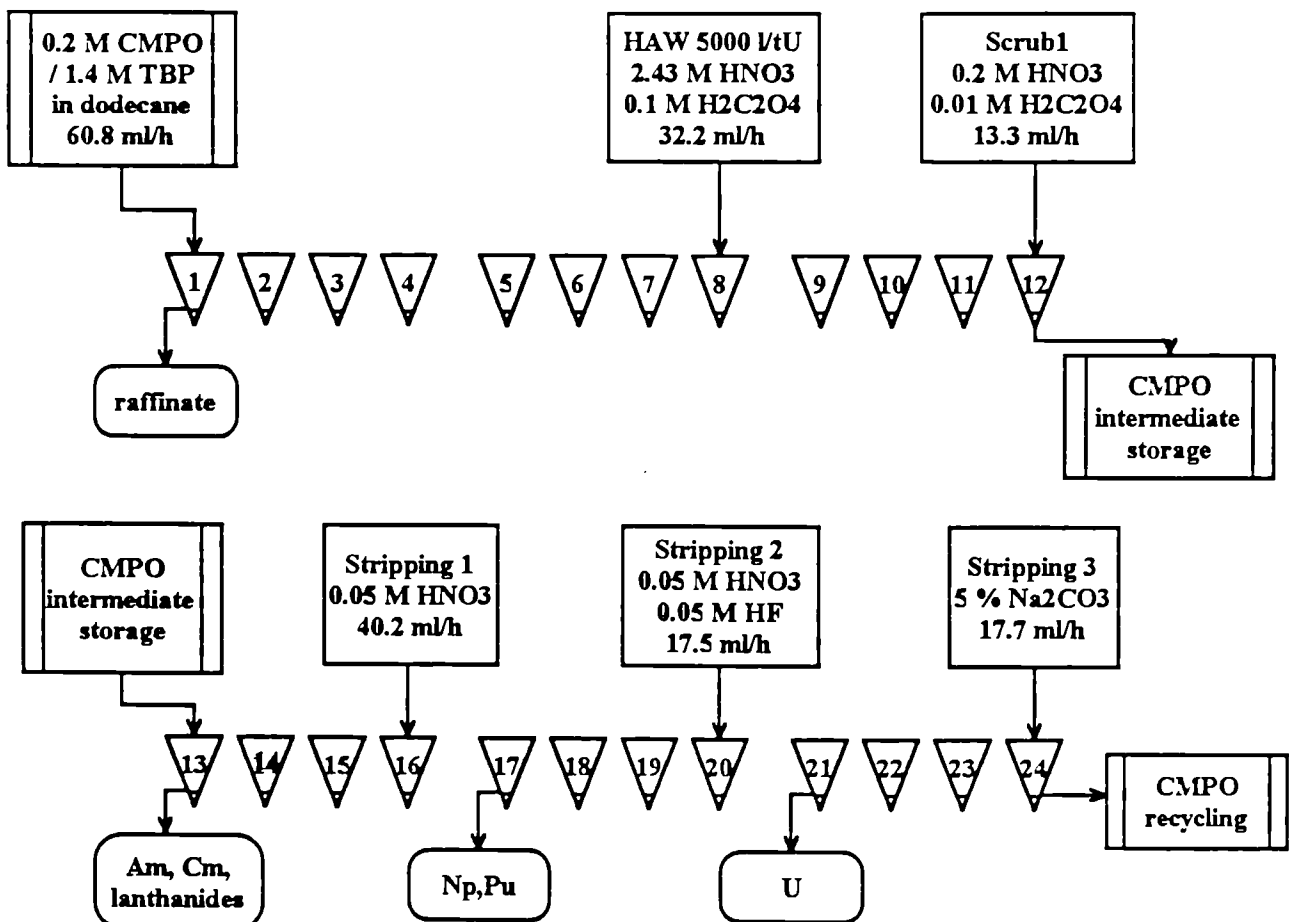 0.2 M CMPO
/ 1.4 M TBP
in dodecane
60.8 ml/h
HAW 5000 l/tU
2.43 M HNO3
0.1 M H2C2O4
32.2 ml/h
Scrub1
0.2 M HNO3
0.01 M H2C2O4
13.3 ml/h
1 2 3 4 5 6 7 8 9 10 11 12
raffinate
CMPO
intermediate
storage
CMPO
intermediate
storage
Stripping 1
0.05 M HNO3
40.2 ml/h
Stripping 2
0.05 M HNO3
0.05 M HF
17.5 ml/h
Stripping 3
5 % Na2CO3
17.7 ml/h
13 14 15 16 17 18 19 20 21 22 23 24
Am, Cm,
lanthanides
Np,Pu
U
CMPO
recycling